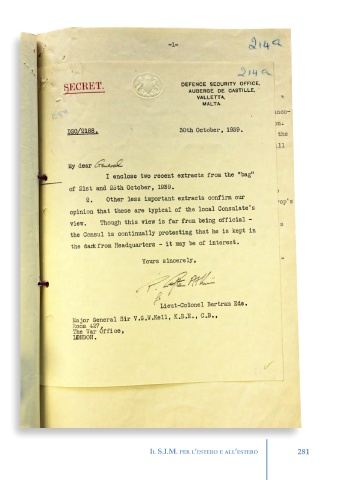 -1-
214a
214a
SECRET.
DEFENCE SECURITY OFFICE,
AUBERGE DE CASTILLE,
VALLETTA,
MALTA.
DSO/2188.
30th October, 1939.
My dear General
I enclose two recent extracts from the "bag"
of 21st and 28th October, 1939.
2. Other less important extracts confirm our
opinion that these are typical of the local Consulate's
view. Though this view is far from being official -
the Consul is continually protesting that he is kept in
the dark from Headquarters - it may be of interest.
Yours sincerely,
Lieut-Colonel Bertram Ede.
Major General Sir V.G.W.Kell, K.B.E., C.B.,
Room 427,
The War Office,
LONDON.
the
Il S.I.M. per l'estero e all'estero
281